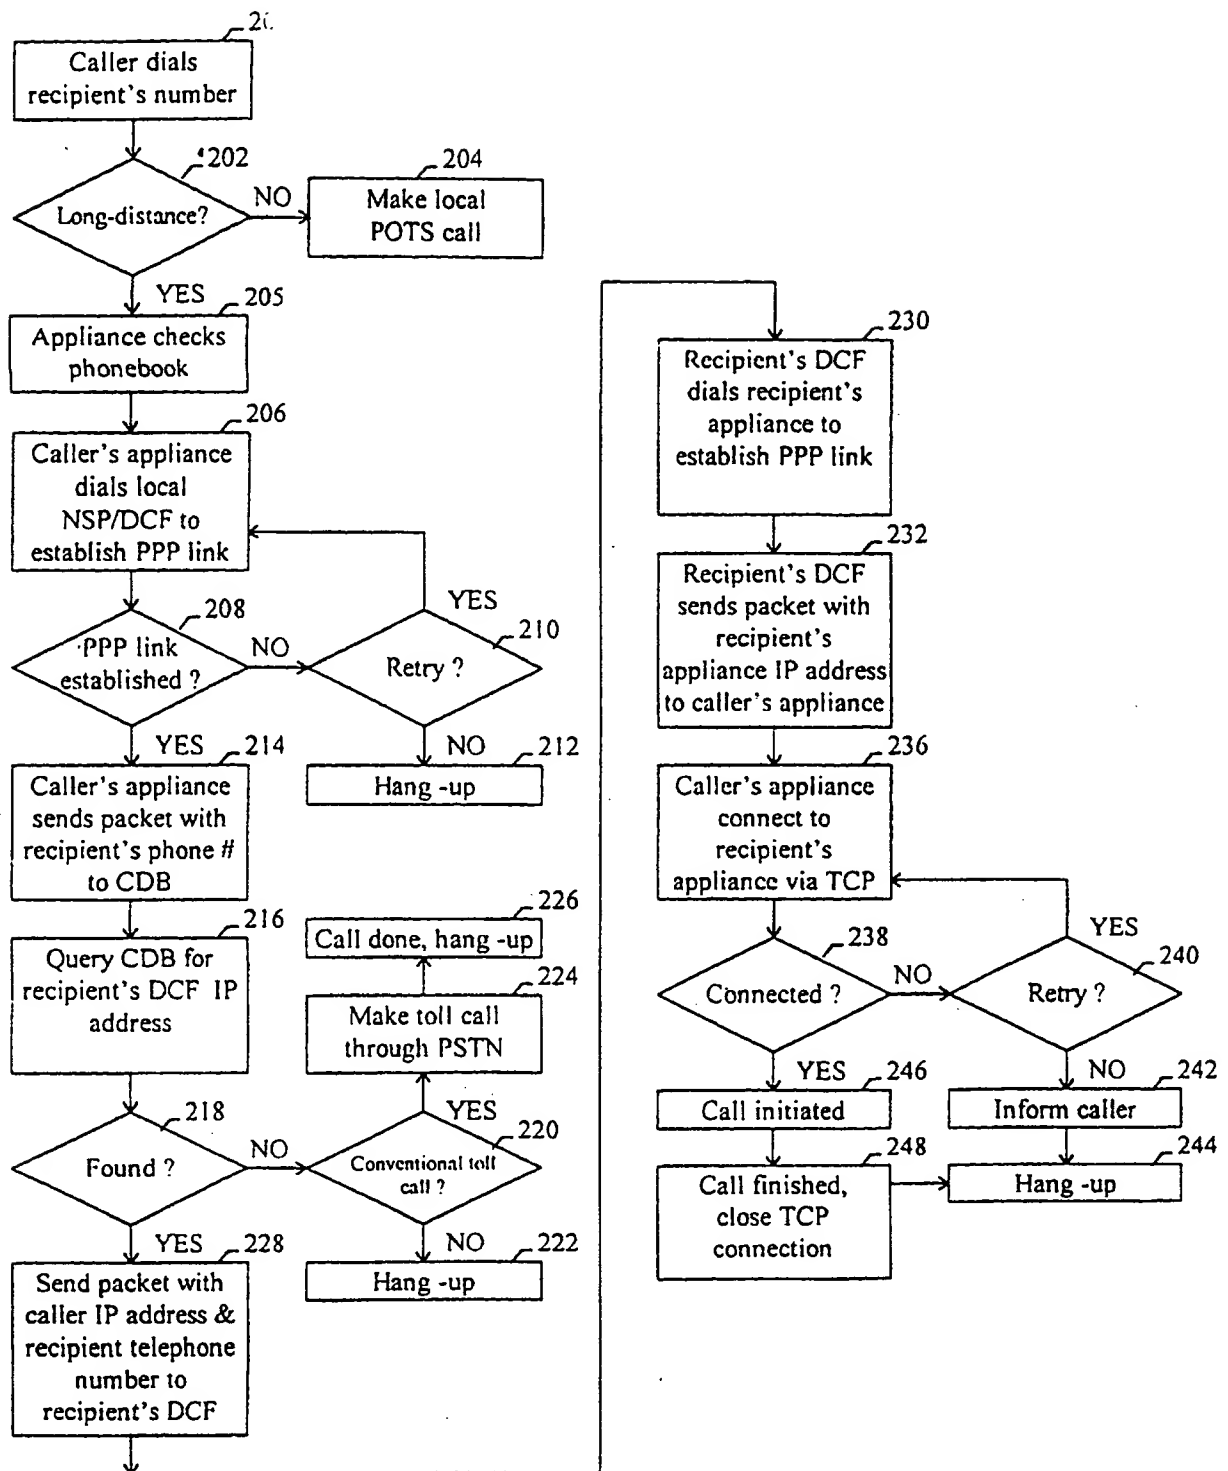 Caller dials
recipient's number
202
Long-distance?
NO
204
Make local
POTS call
YES
205
Appliance checks
phonebook
206
Caller's appliance
dials local
NSP/DCF to
establish PPP link
208
PPP link
established ?
NO
YES
210
Retry ?
NO
212
Hang -up
YES
214
Caller's appliance
sends packet with
recipient's phone #
to CDB
216
Query CDB for
recipient's DCF IP
address
218
Found ?
NO
226
Call done, hang -up
224
Make toll call
through PSTN
YES
220
Conventional toll
call ?
NO
222
Hang -up
YES
228
Send packet with
caller IP address &
recipient telephone
number to
recipient's DCF
230
Recipient's DCF
dials recipient's
appliance to
establish PPP link
232
Recipient's DCF
sends packet with
recipient's
appliance IP address
to caller's appliance
236
Caller's appliance
connect to
recipient's
appliance via TCP
238
Connected ?
NO
YES
240
Retry ?
NO
242
Inform caller
YES
246
Call initiated
248
Call finished,
close TCP
connection
244
Hang -up